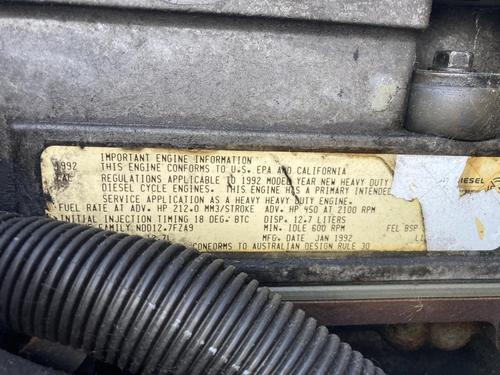 IMPORTANT ENGINE INFORMATION
1992 THIS ENGINE CONFORMS TO U.S. EPA AND CALIFORNIA
REGULATIONS APPLICABLE TO 1992 MODEL YEAR NEW HEAVY DUTY
DIESEL CYCLE ENGINES. THIS ENGINE HAS A PRIMARY INTENDED
SERVICE APPLICATION AS A HEAVY HEAVY DUTY ENGINE.
FUEL RATE AT ADV. HP 212.0 MM3/STROKE ADV. HP 450 AT 2100 RPM
INITIAL INJECTION TIMING 18 DEG. BTC DISP. 12.7 LITERS
FAMILY: NDD12.7FZA9 MIN. IDLE 600 RPM FEL BSP
MFG. DATE JAN 1992
CONFORMS TO AUSTRALIAN DESIGN RULE 30
DIESEL